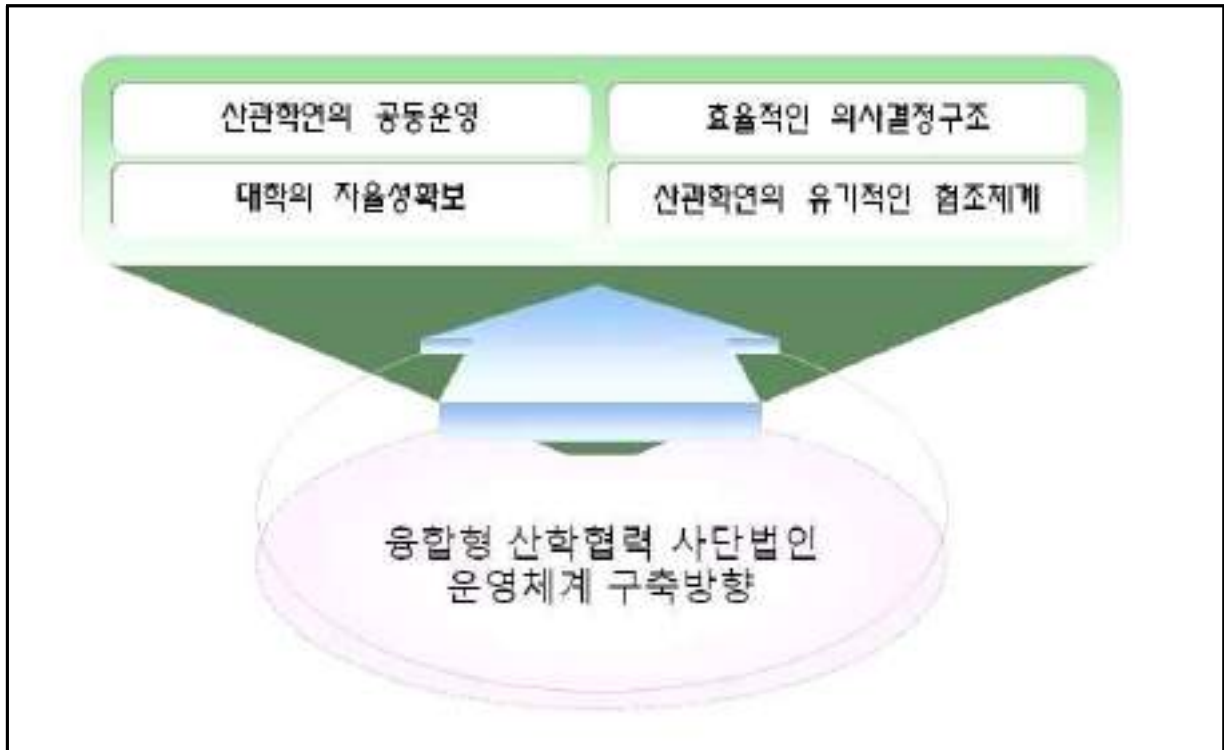 산관학연의 공동운영
효율적인 의사결정구조
대학의 자율성확보
산관학연의 유기적인 협조체계
융합형 산학협력 사단법인
운영체계 구축방향